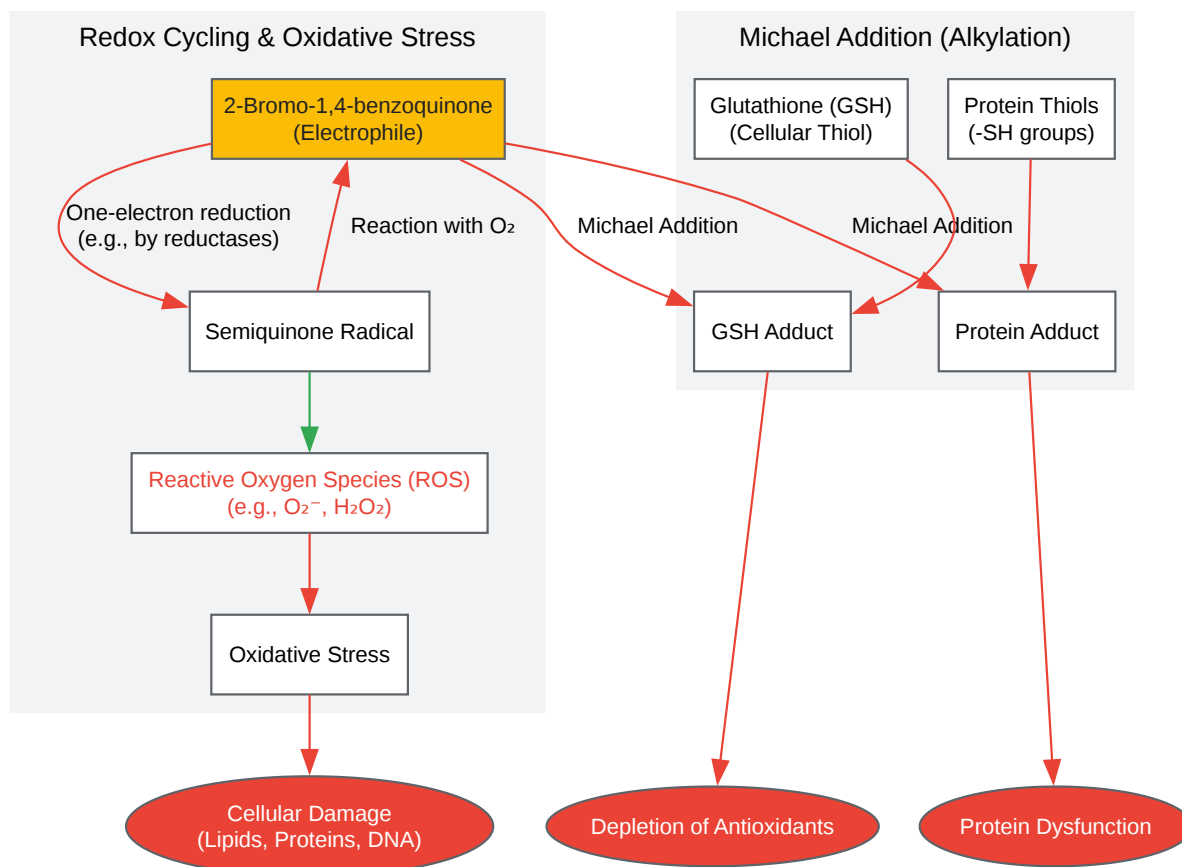 Redox Cycling & Oxidative Stress
Michael Addition (Alkylation)
2-Bromo-1,4-benzoquinone
(Electrophile)
Glutathione (GSH)
(Cellular Thiol)
Protein Thiols
(-SH groups)
One-electron reduction
(e.g., by reductases)
Reaction with O₂
Michael Addition
Michael Addition
Semiquinone Radical
GSH Adduct
Protein Adduct
Reactive Oxygen Species (ROS)
(e.g., O₂⁻, H₂O₂)
Oxidative Stress
Cellular Damage
(Lipids, Proteins, DNA)
Depletion of Antioxidants
Protein Dysfunction